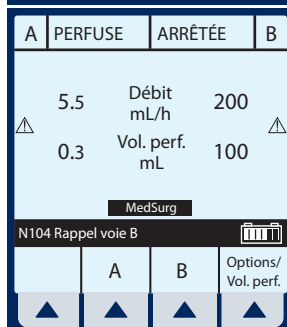 A PERFUSE ARRÊTÉE B
5.5 Débit mL/h 200
0.3 Vol. perf. mL 100
MedSurg
N104 Rappel voie B
A B Options/ Vol. perf.